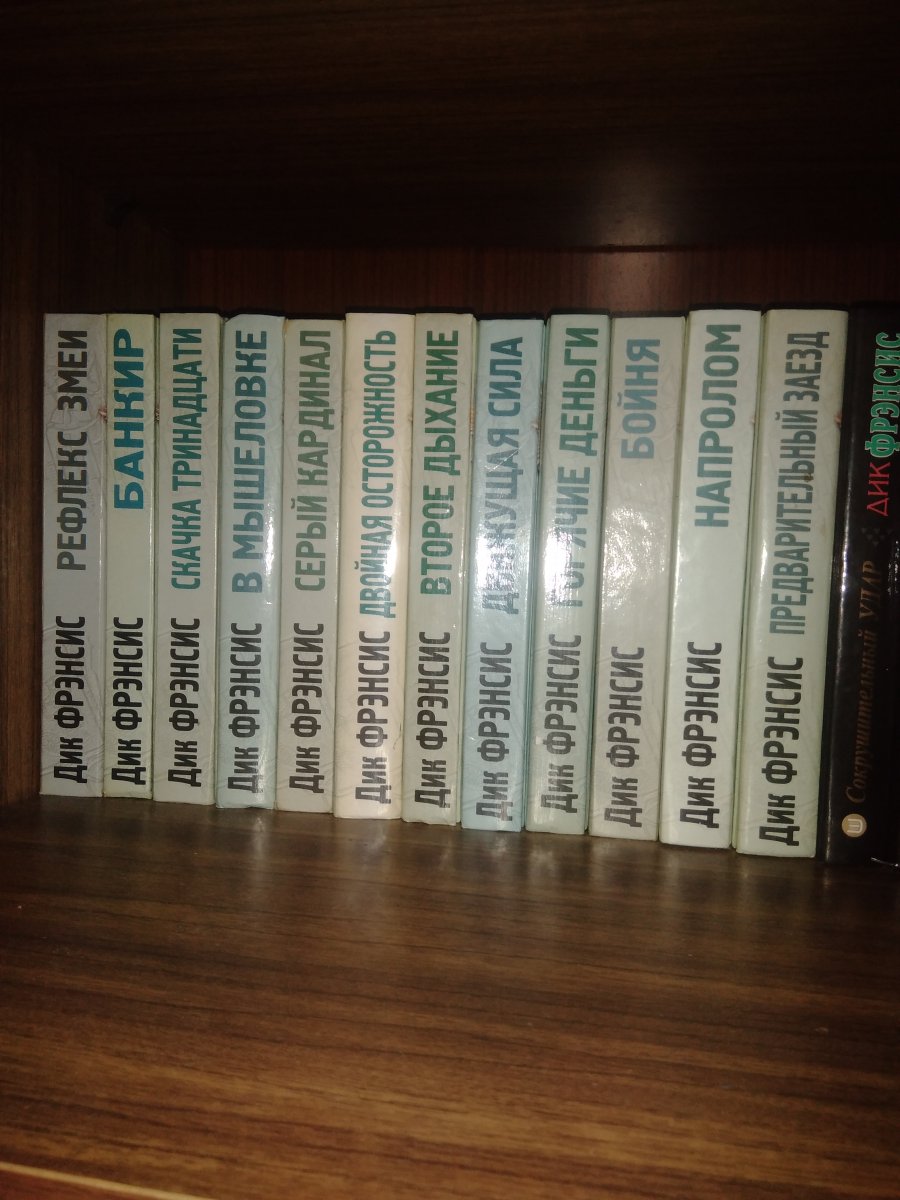 Дик ФРЭНСИС РЕФЛЕКС ЗМЕИ
Дик ФРЭНСИС БАНКИР
Дик ФРЭНСИС СКАЧКА ТРИНАДЦАТИ
Дик ФРЭНСИС В МЫШЕЛОВКЕ
Дик ФРЭНСИС СЕРЫЙ КАРДИНАЛ
Дик ФРЭНСИС ДВОЙНАЯ ОСТОРОЖНОСТЬ
Дик ФРЭНСИС ВТОРОЕ ДЫХАНИЕ
Дик ФРЭНСИС ДВИЖУЩАЯ СИЛА
Дик ФРЭНСИС ГОРЯЧИЕ ДЕНЬГИ
Дик ФРЭНСИС БОЙНЯ
Дик ФРЭНСИС НАПРОЛОМ
Дик ФРЭНСИС ПРЕДВАРИТЕЛЬНЫЙ ЗАЕЗД
Ш Сокрушительный УДАР
ДИК ФРЭНСИС